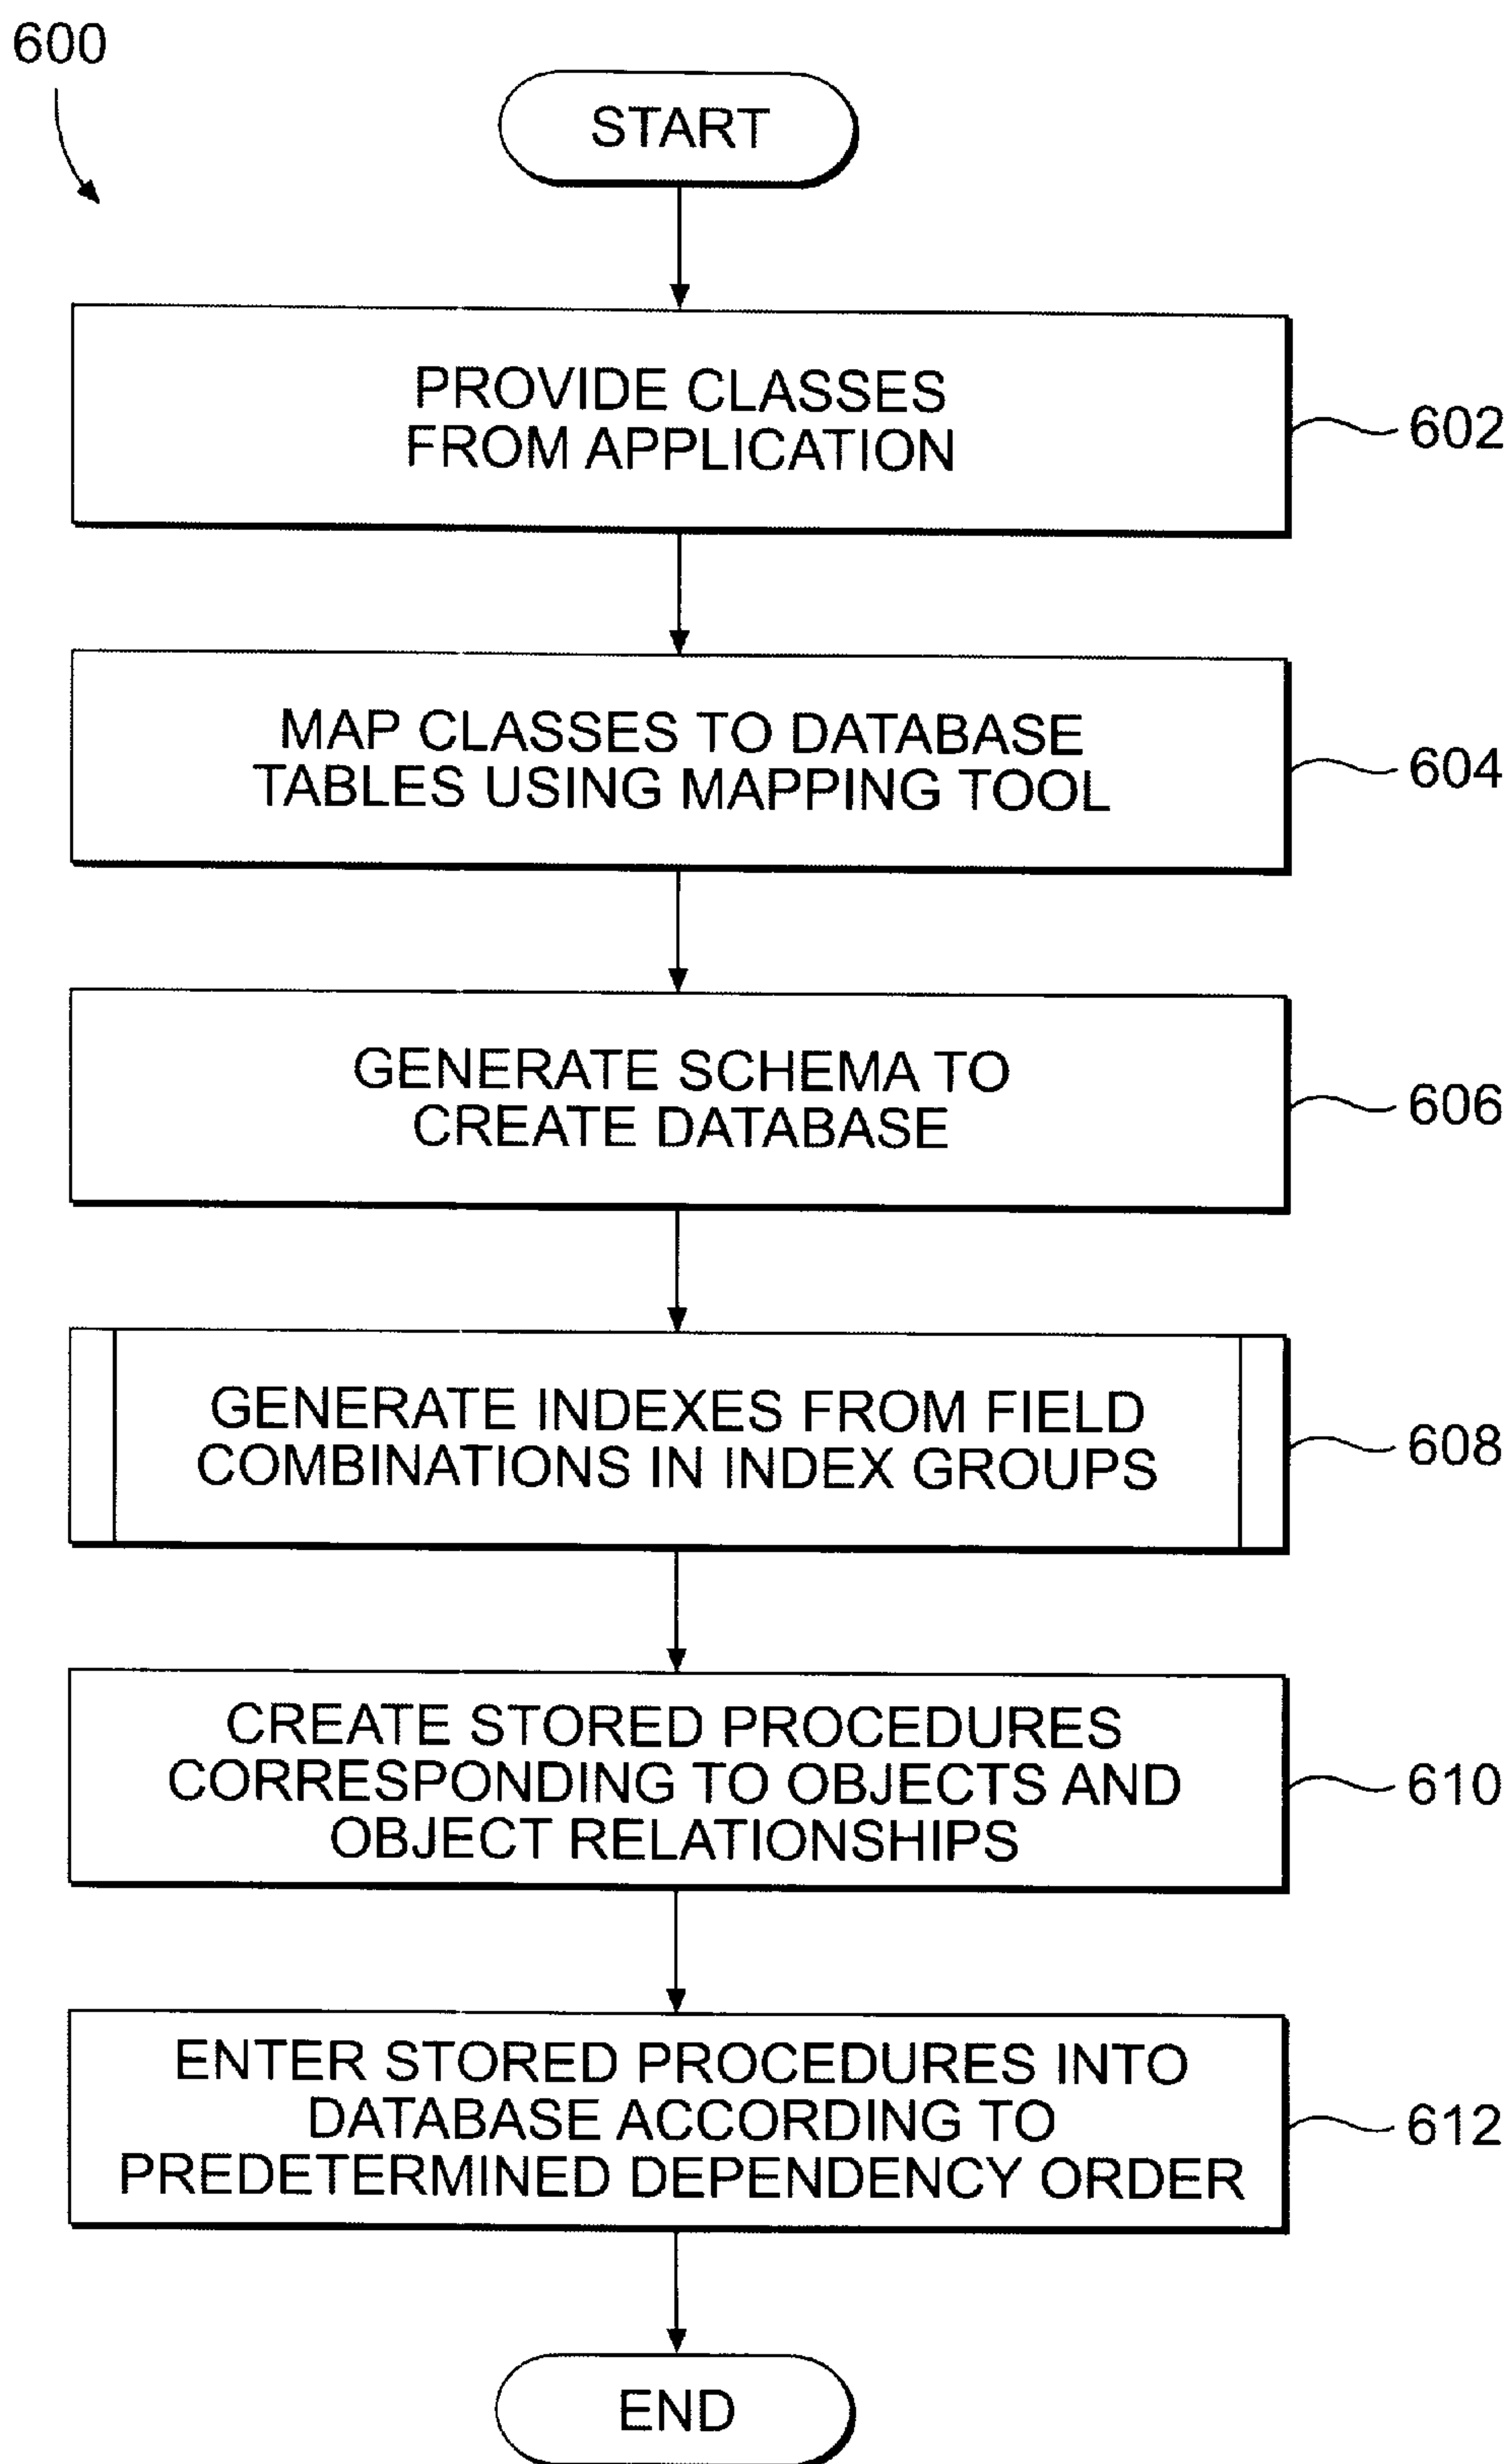 600
START
PROVIDE CLASSES
FROM APPLICATION
602
MAP CLASSES TO DATABASE
TABLES USING MAPPING TOOL
604
GENERATE SCHEMA TO
CREATE DATABASE
606
GENERATE INDEXES FROM FIELD
COMBINATIONS IN INDEX GROUPS
608
CREATE STORED PROCEDURES
CORRESPONDING TO OBJECTS AND
OBJECT RELATIONSHIPS
610
ENTER STORED PROCEDURES INTO
DATABASE ACCORDING TO
PREDETERMINED DEPENDENCY ORDER
612
END